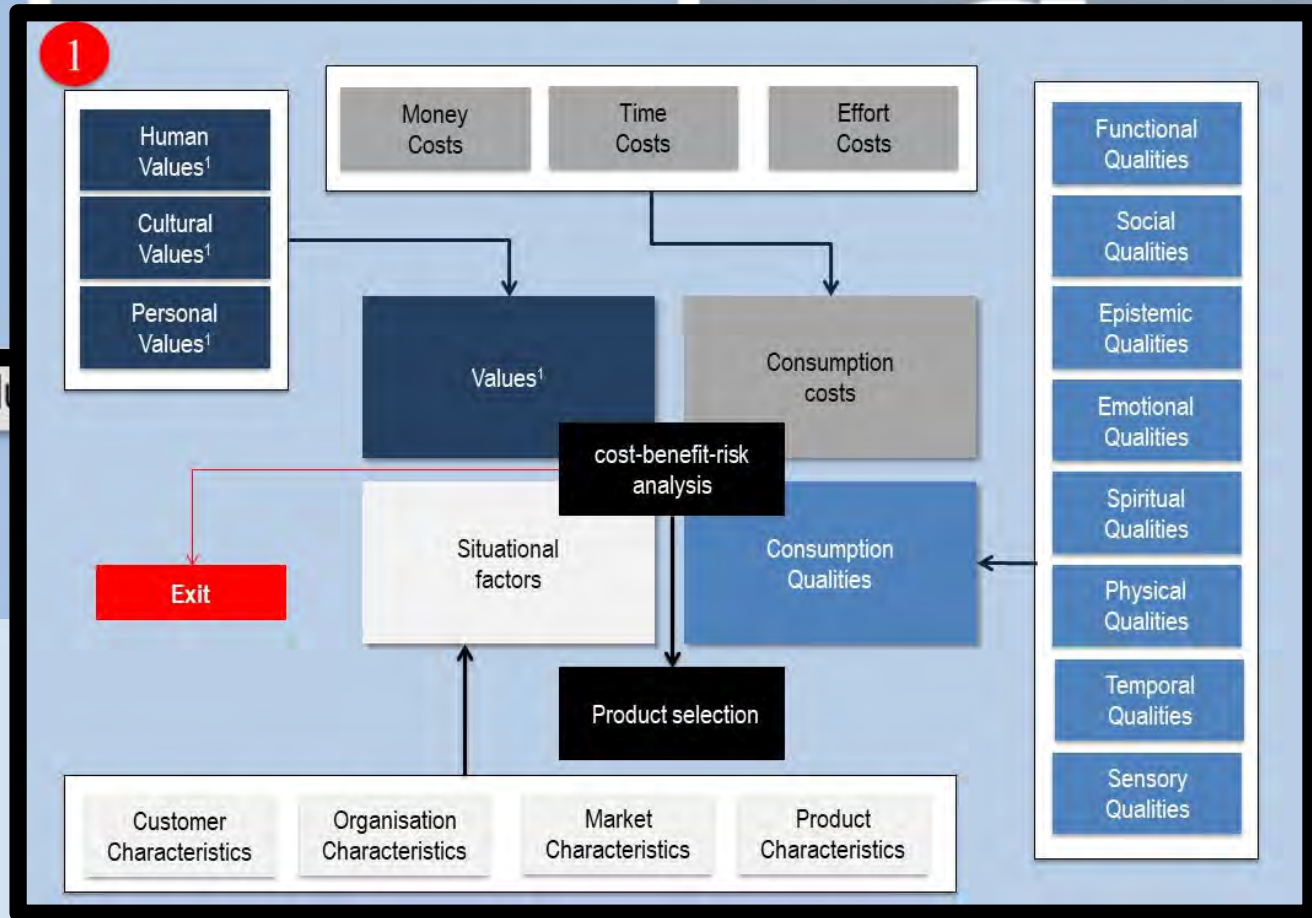 1
Money
Costs
Time
Costs
Effort
Costs
Human
Values¹
Cultural
Values¹
Personal
Values¹
Functional
Qualities
Social
Qualities
Epistemic
Qualities
Emotional
Qualities
Spiritual
Qualities
Physical
Qualities
Temporal
Qualities
Sensory
Qualities
Values¹
Consumption
costs
cost-benefit-risk
analysis
Situational
factors
Consumption
Qualities
Exit
Product selection
Customer
Characteristics
Organisation
Characteristics
Market
Characteristics
Product
Characteristics